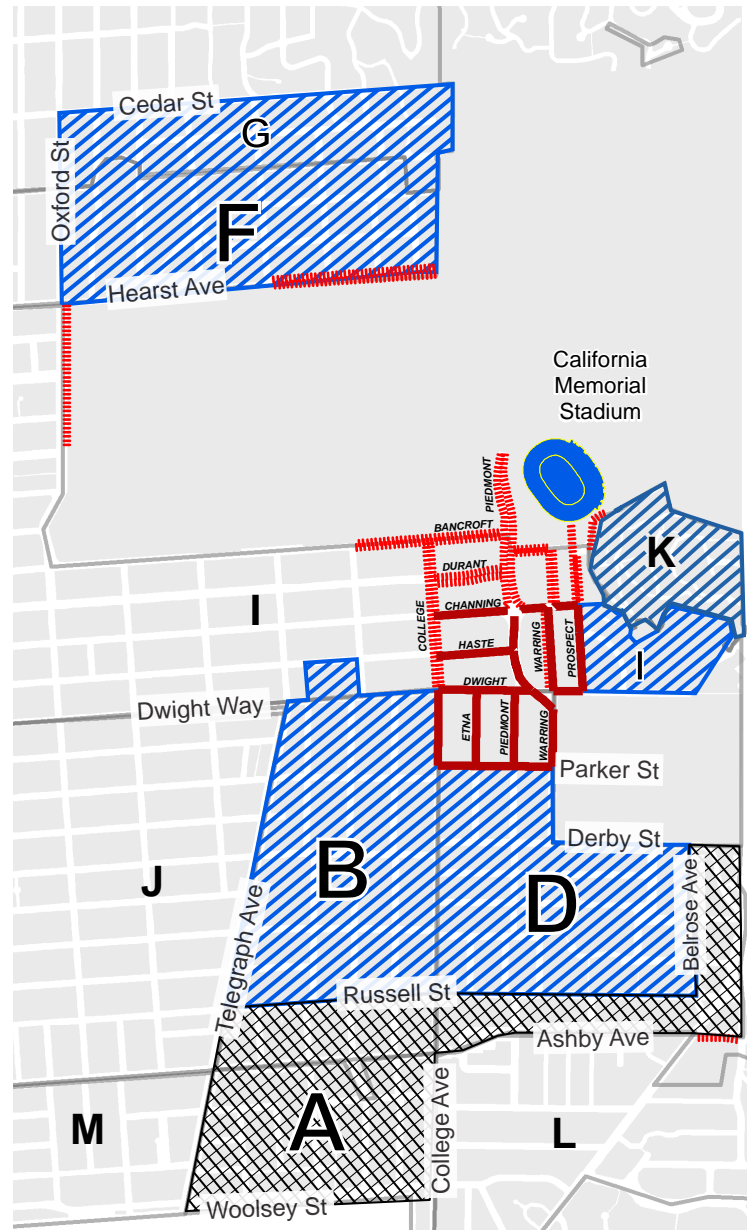 Cedar St
G
Oxford St
F
Hearst Ave
California
Memorial
Stadium
PIEDMONT
BANCROFT
K
DURANT
I
CHANNING
COLLEGE
HASTE
WARRING
PROSPECT
I
DWIGHT
Dwight Way
ETNA
PIEDMONT
WARRING
Parker St
Derby St
B
J
D
Belrose Ave
Telegraph Ave
Russell St
Ashby Ave
A
College Ave
M
L
Woolsey St